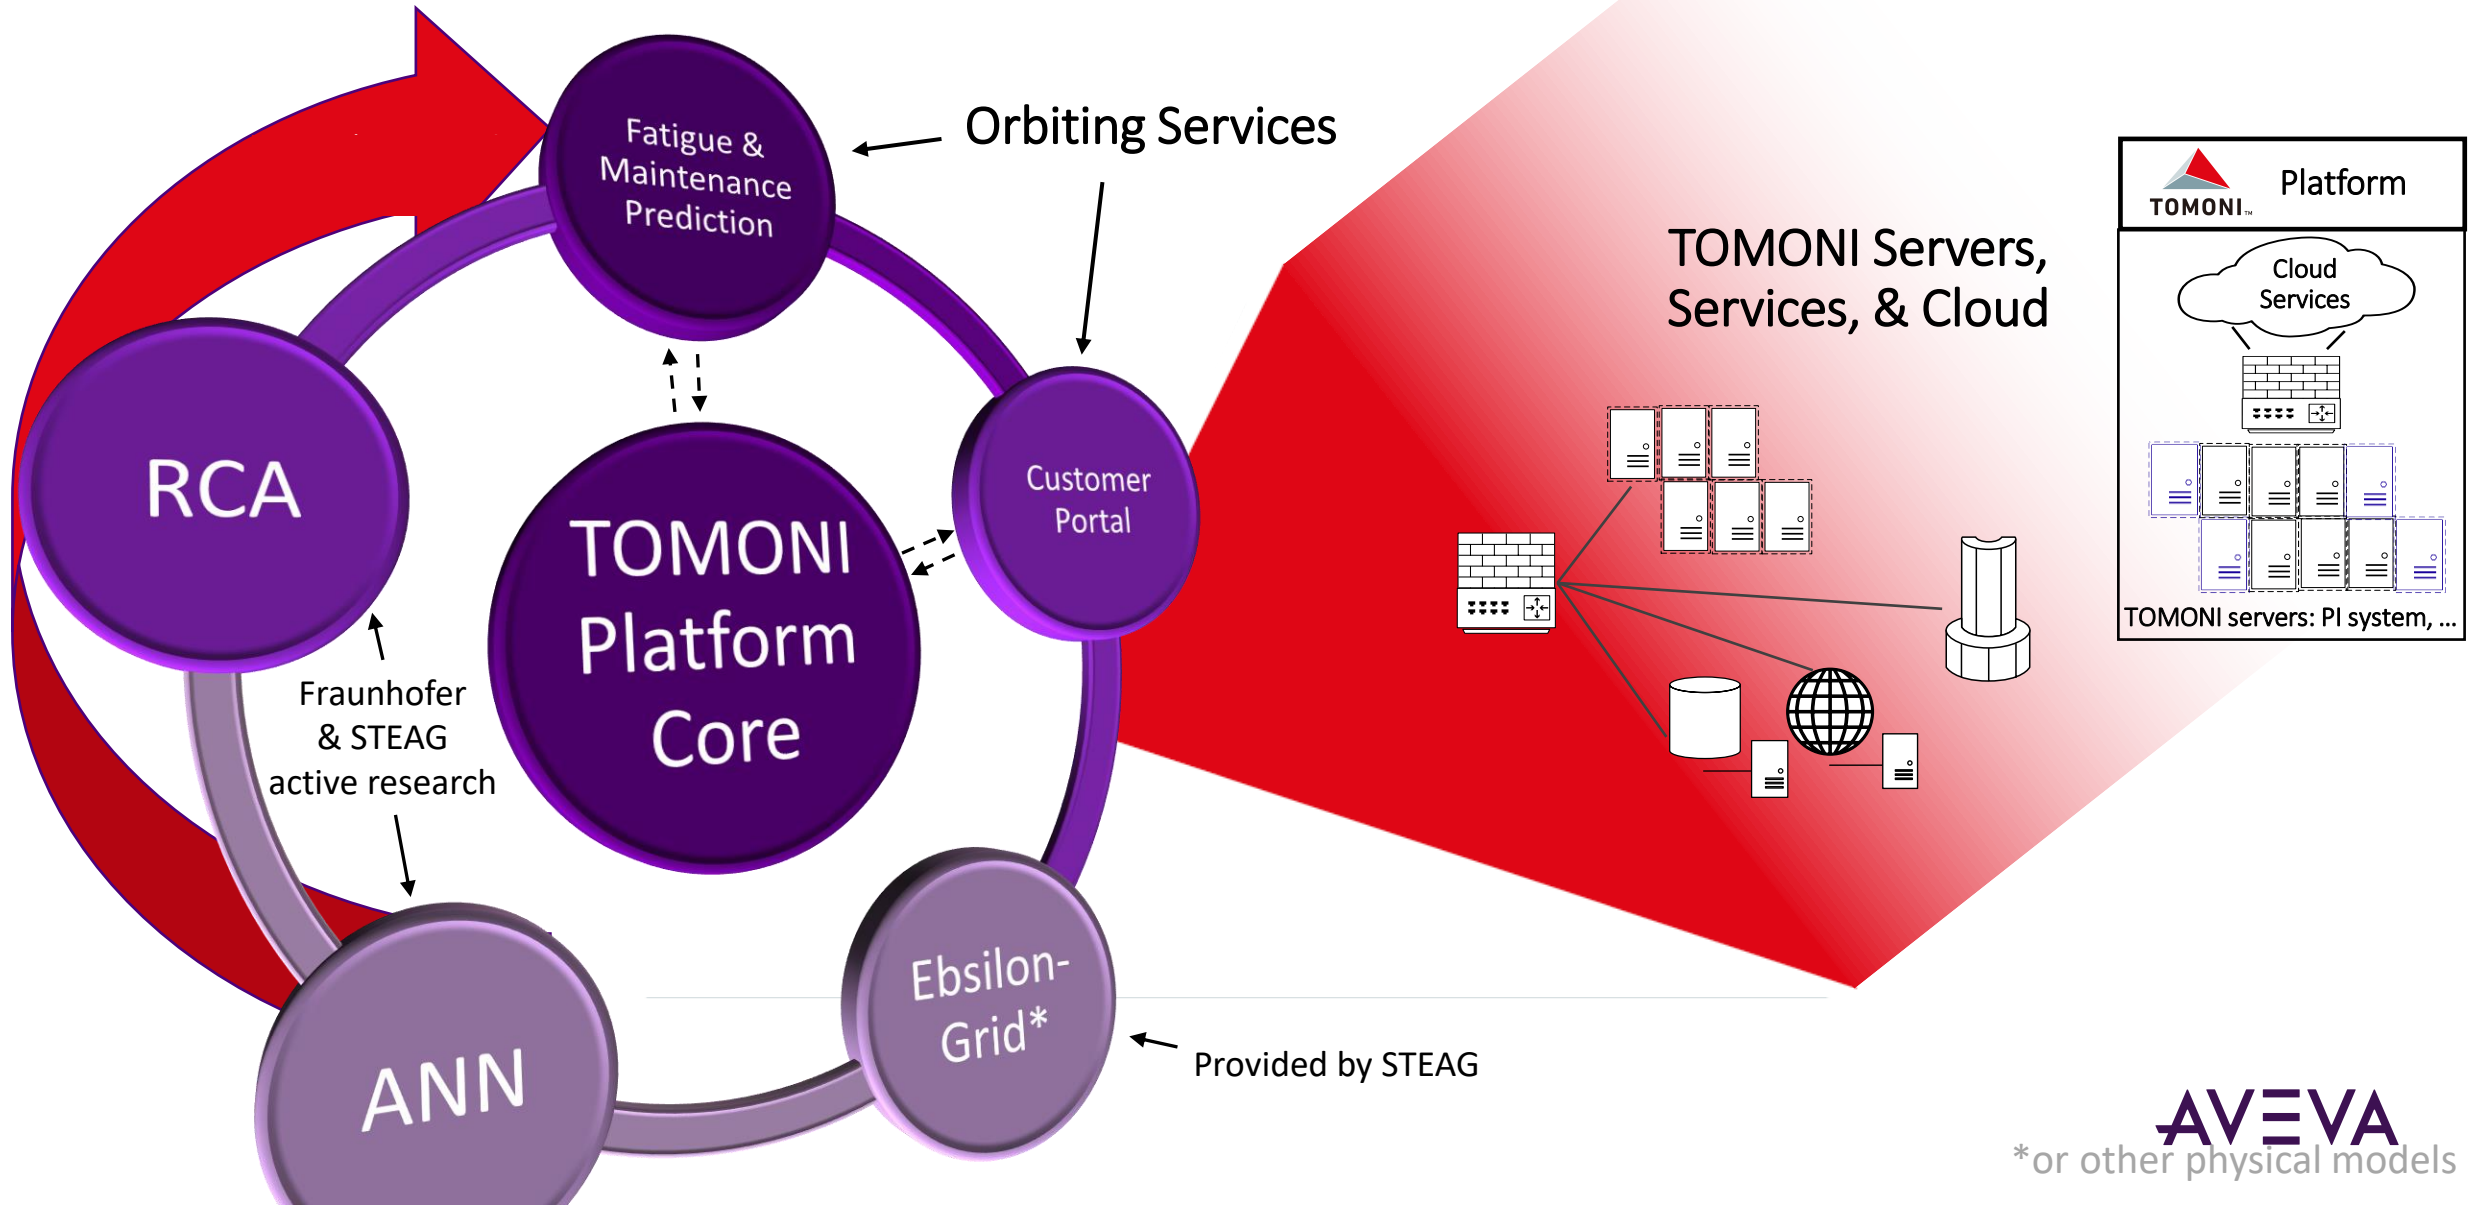 Fatigue &
Maintenance
Prediction
Orbiting Services
RCA
Customer
Portal
TOMONI
Platform
Core
Fraunhofer
& STEAG
active research
ANN
Ebsilon-
Grid*
Provided by STEAG
TOMONI Servers,
Services, & Cloud
TOMONI™
Platform
Cloud
Services
TOMONI servers: PI system, ...
AVEVA
*or other physical models